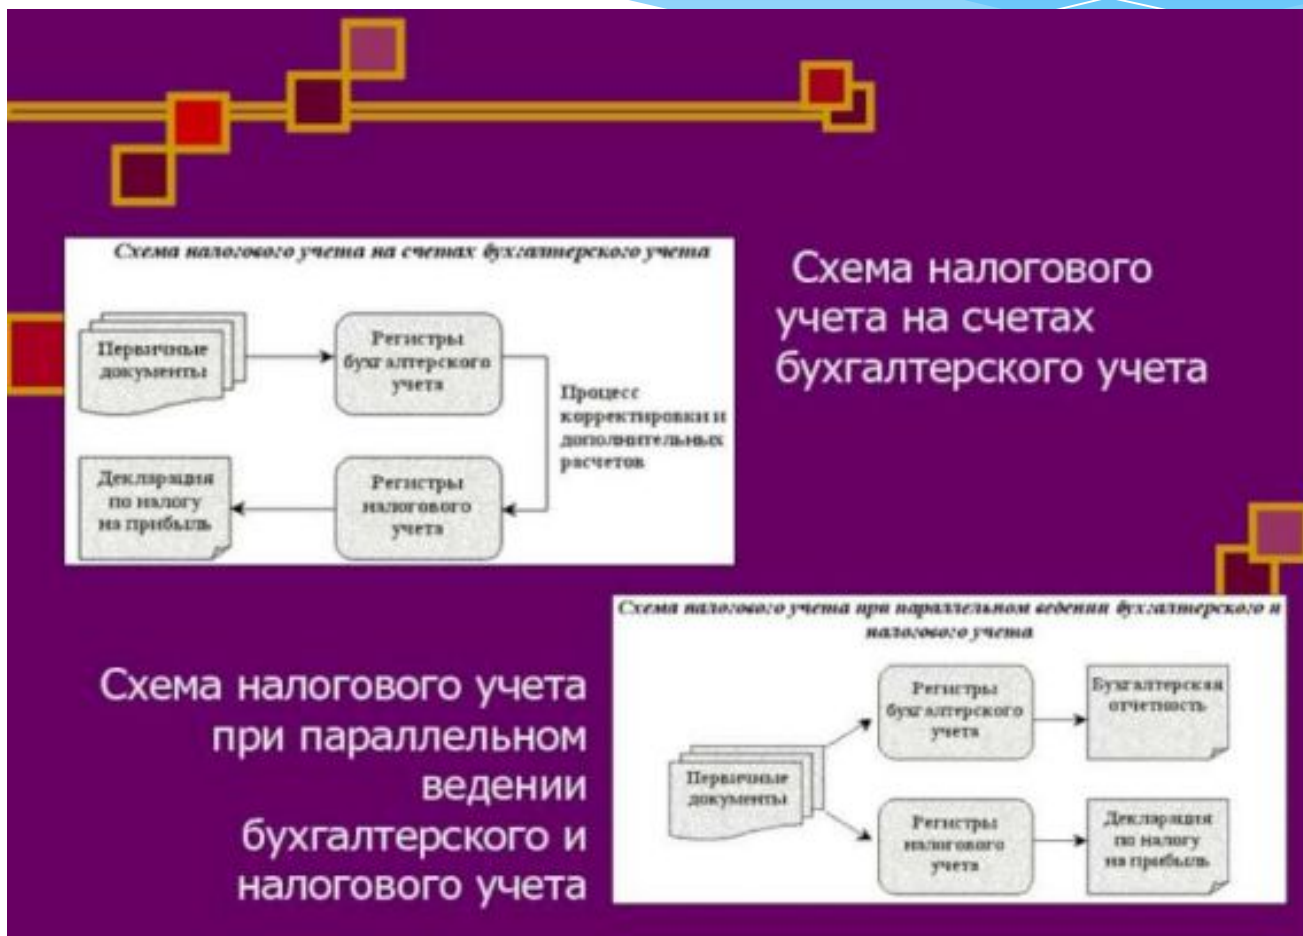 Схема налогового учета на счетах бухгалтерского учета
Первичные
документы
Регистры
бухгалтерского
учета
Процесс
корректировки и
дополнительных
расчетов
Декларация
по налогу
на прибыль
Регистры
налогового
учета
Схема налогового
учета на счетах
бухгалтерского учета
Схема налогового учета
при параллельном
ведении
бухгалтерского и
налогового учета
Схема налогового учета при параллельном ведении бухгалтерского и
налогового учета
Первичные
документы
Регистры
бухгалтерского
учета
Бухгалтерская
отчетность
Регистры
налогового
учета
Декларация
по налогу
на прибыль